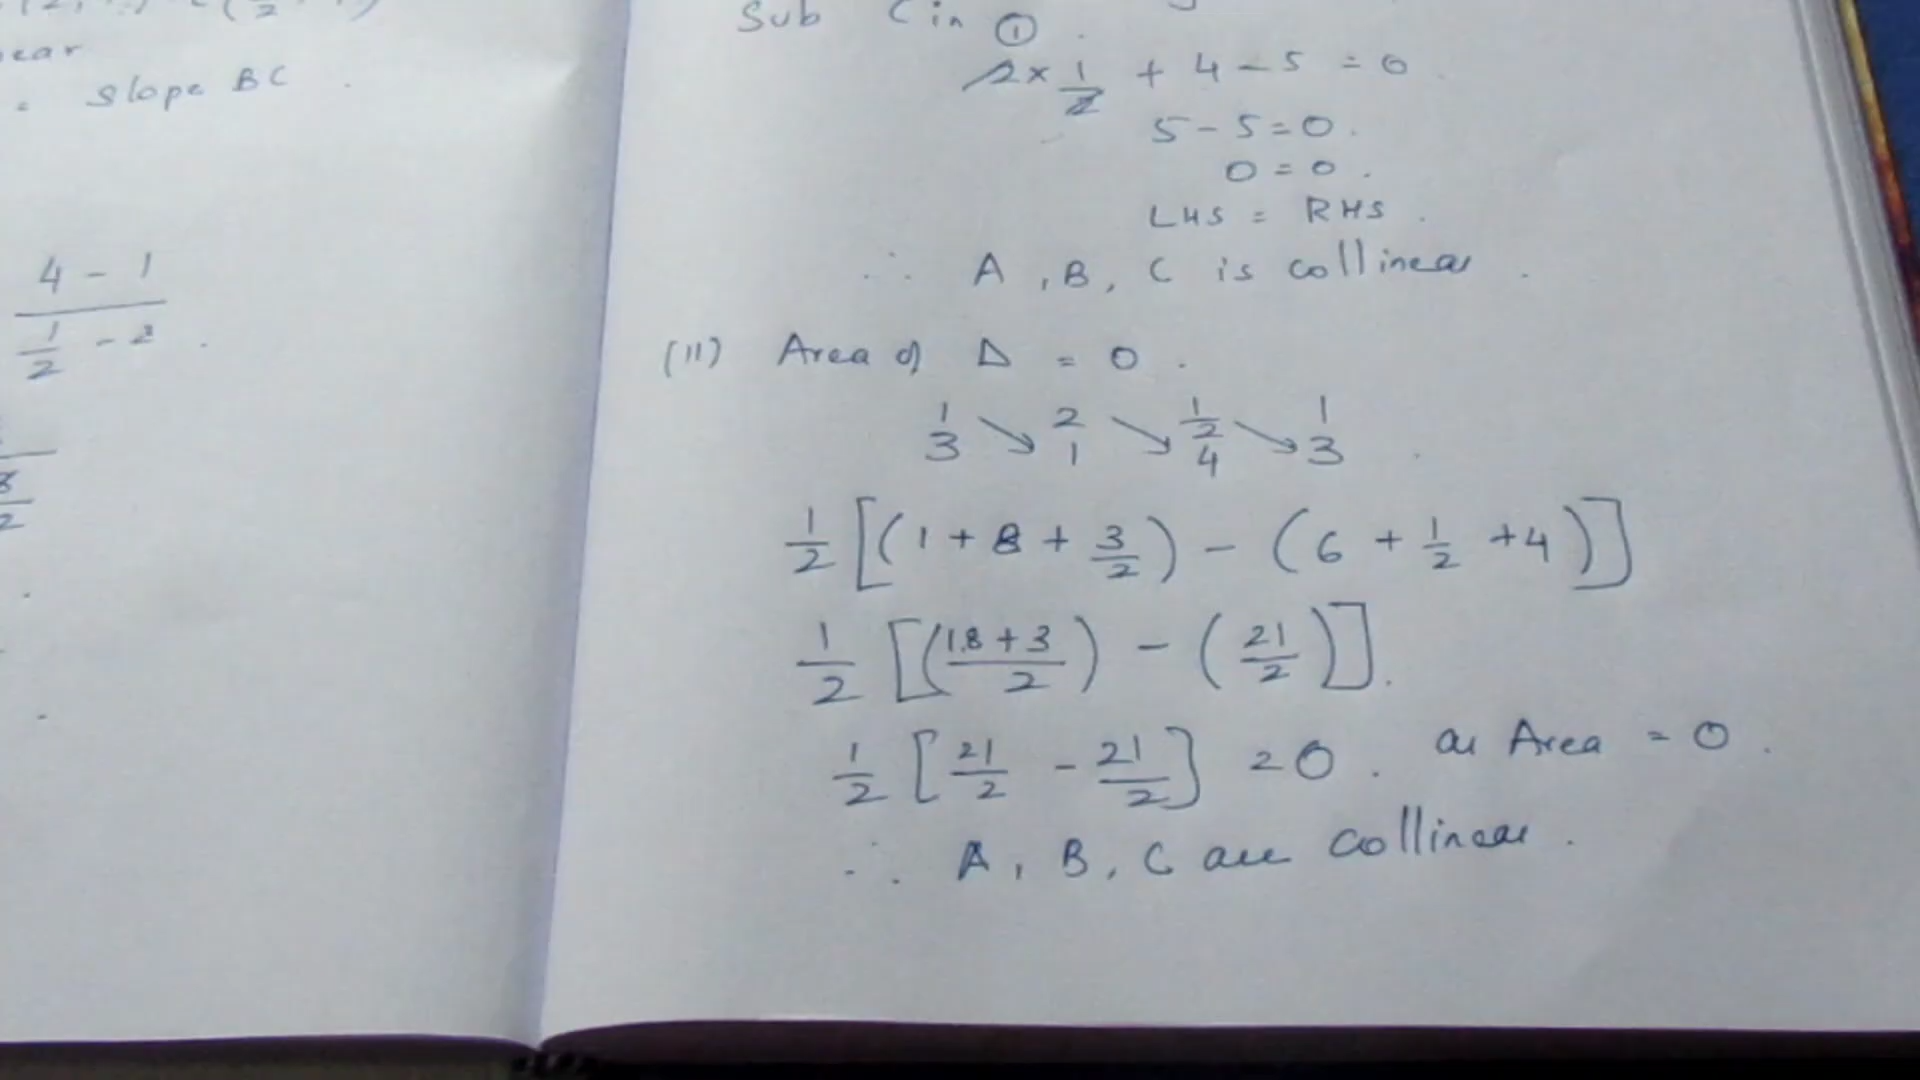 slope BC
4 - 1
1/2 - 2
Sub C in ①
2 × 1/2 + 4 - 5 = 0
5 - 5 = 0.
0 = 0.
LHS = RHS.
∴ A, B, C is collinear.
(II) Area of Δ = 0.
1 2 1/2 1
3 1 4 3
1/2 [(1 + 8 + 3/2) - (6 + 1/2 + 4)]
1/2 [(18 + 3/2) - (21/2)].
1/2 [21/2 - 21/2] = 0. as Area = 0.
∴ A, B, C are collinear.